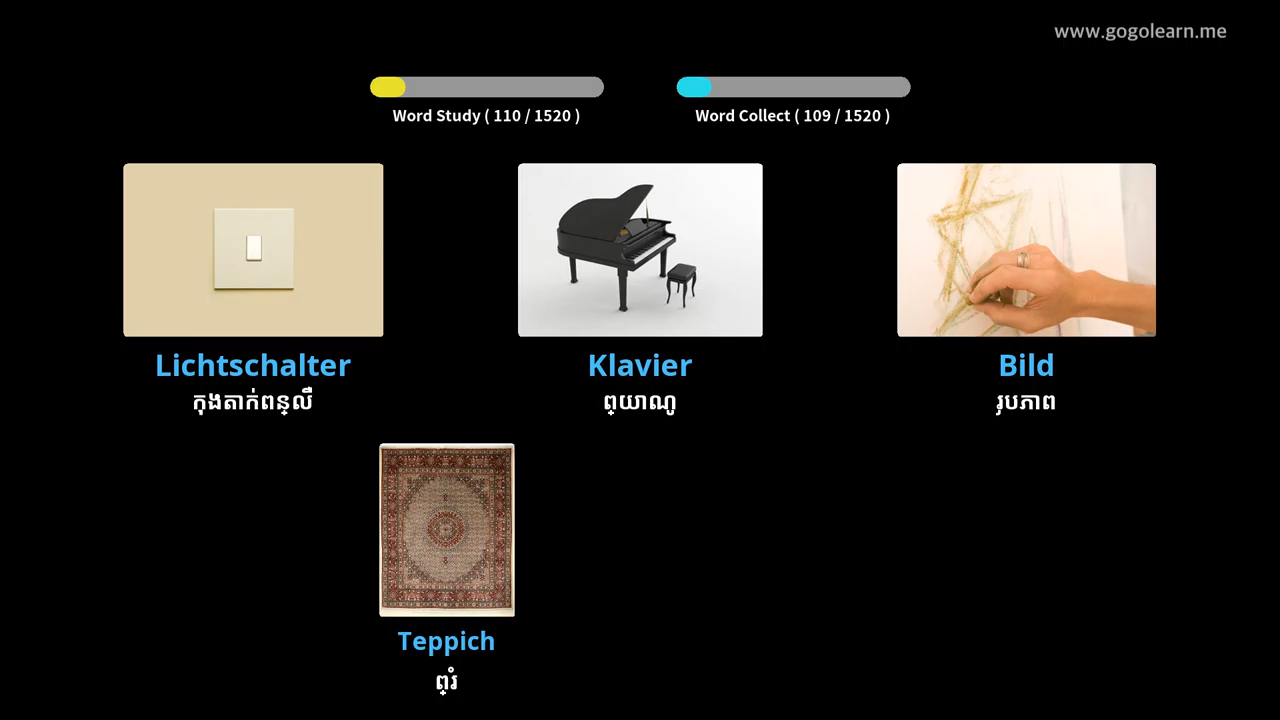 www.gogolearn.me
Word Study ( 110 / 1520 )
Word Collect ( 109 / 1520 )
Lichtschalter
Klavier
Bild
កុងតាក់ពន្លឺ
ព្យាណូ
រូបភាព
Teppich
ព្រំ